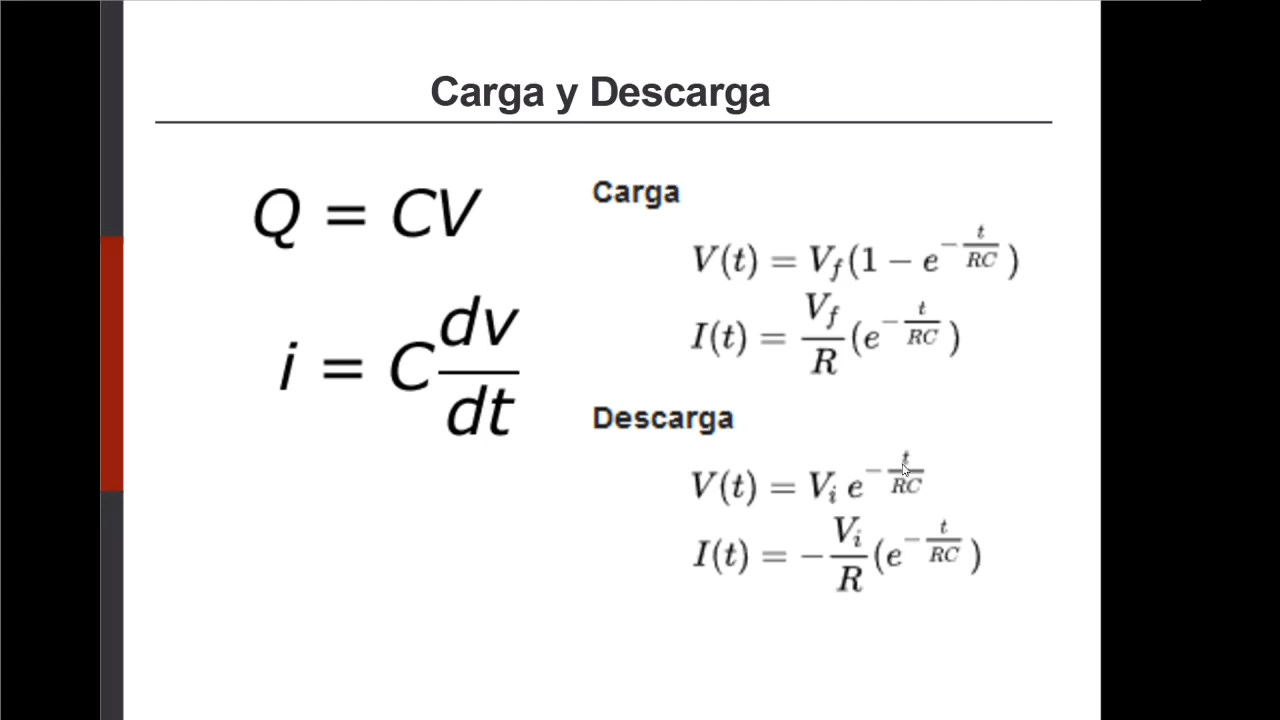 Carga y Descarga
Q = CV
i = C dv/dt
Carga
V(t) = V_f(1 − e^{−t/RC})
I(t) = V_f/R (e^{−t/RC})
Descarga
V(t) = V_i e^{−t/RC}
I(t) = −V_i/R (e^{−t/RC})